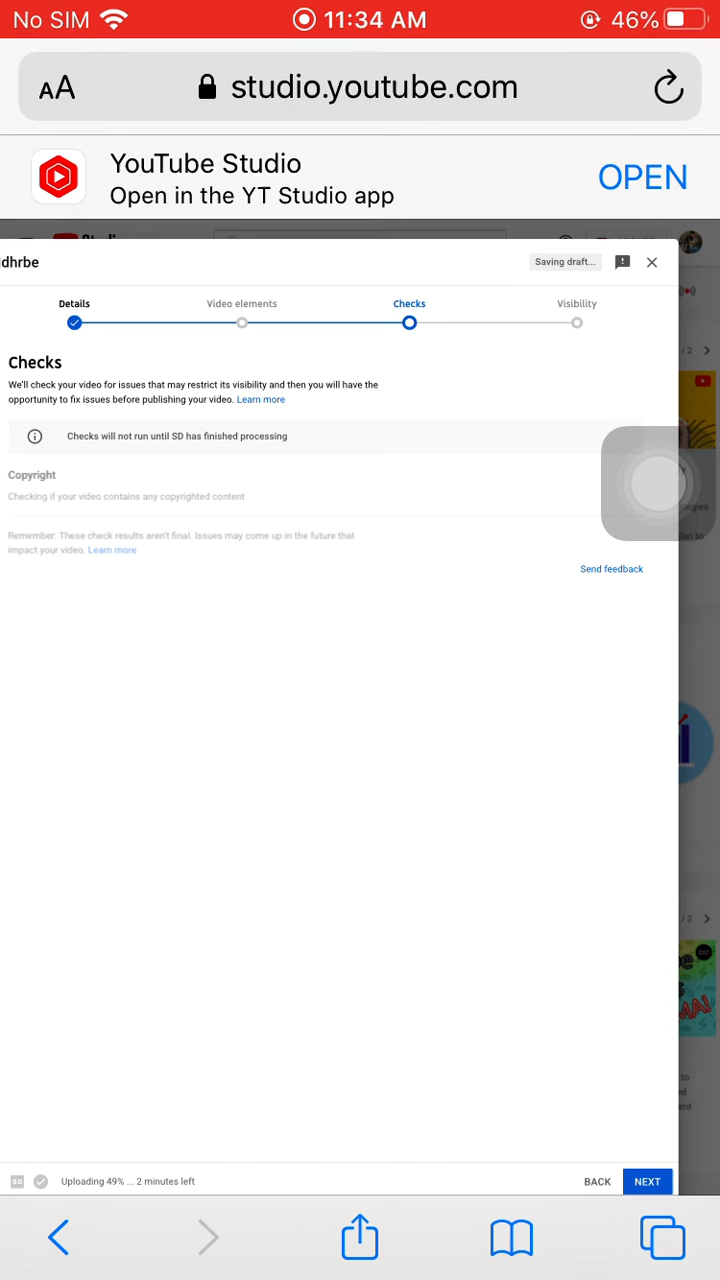 No SIM 11:34 AM 46%
AA studio.youtube.com
YouTube Studio
Open in the YT Studio app
OPEN
dhrbe Saving draft...
Details Video elements Checks Visibility
Checks
We'll check your video for issues that may restrict its visibility and then you will have the
opportunity to fix issues before publishing your video. Learn more
Checks will not run until SD has finished processing
Copyright
Checking if your video contains any copyrighted content
Remember: These check results aren't final. Issues may come up in the future that
impact your video. Learn more
Send feedback
/ 2
/ 2
to
SD Uploading 49% ... 2 minutes left BACK NEXT